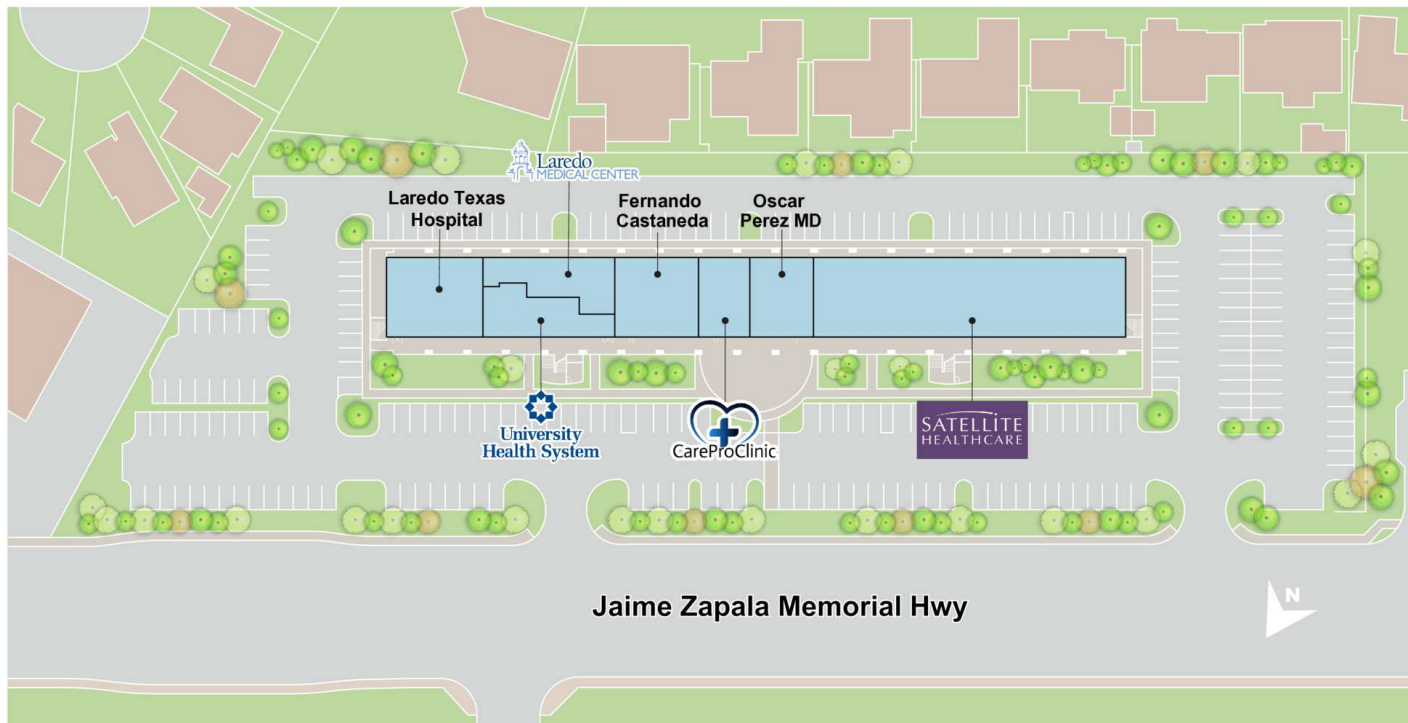 Laredo
MEDICAL CENTER
Laredo Texas
Hospital
Fernando
Castaneda
Oscar
Perez MD
University
Health System
CareProClinic
SATELLITE
HEALTHCARE
Jaime Zapala Memorial Hwy
N